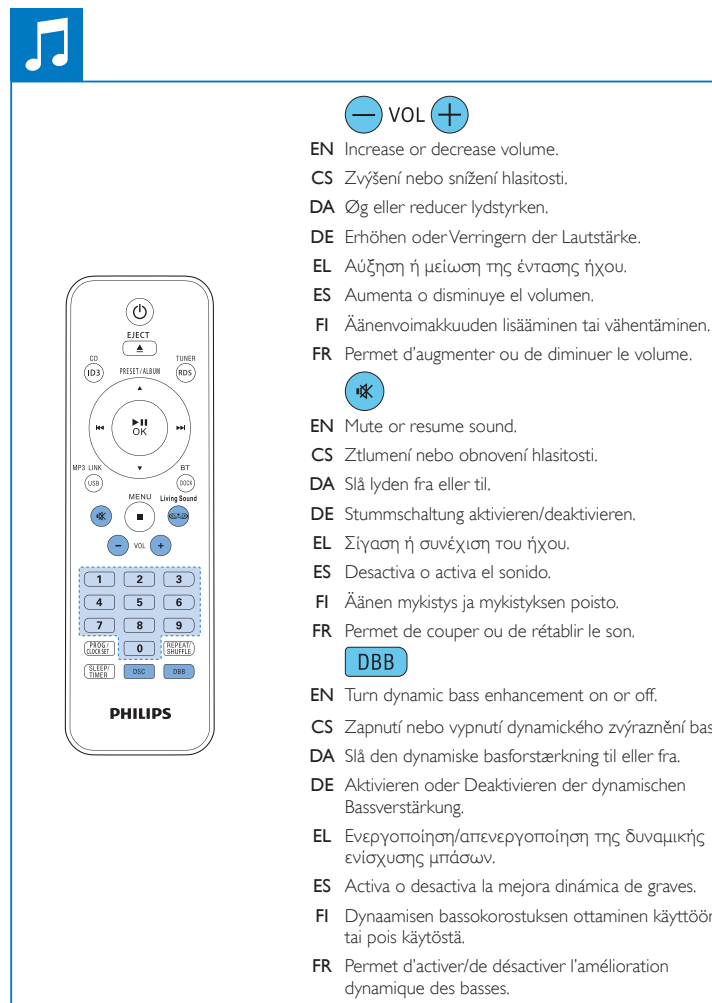 − VOL +
EN Increase or decrease volume.
CS Zvýšení nebo snížení hlasitosti.
DA Øg eller reducer lydstyrken.
DE Erhöhen oder Verringern der Lautstärke.
EL Αύξηση ή μείωση της έντασης ήχου.
ES Aumenta o disminuye el volumen.
FI Äänenvoimakkuuden lisääminen tai vähentäminen.
FR Permet d'augmenter ou de diminuer le volume.
EN Mute or resume sound.
CS Ztlumení nebo obnovení hlasitosti.
DA Slå lyden fra eller til.
DE Stummschaltung aktivieren/deaktivieren.
EL Σίγαση ή συνέχιση του ήχου.
ES Desactiva o activa el sonido.
FI Äänen mykistys ja mykistyksen poisto.
FR Permet de couper ou de rétablir le son.
DBB
EN Turn dynamic bass enhancement on or off.
CS Zapnutí nebo vypnutí dynamického zvýraznění
DA Slå den dynamiske basforstærkning til eller fra.
DE Aktivieren oder Deaktivieren der dynamischen
Bassverstärkung.
EL Ενεργοποίηση/απενεργοποίηση της δυναμικής
ενίσχυσης μπάσων.
ES Activa o desactiva la mejora dinámica de graves.
FI Dynaamisen bassokorostuksen ottaminen
tai pois käytöstä.
FR Permet d'activer/de désactiver l'amélioration
dynamique des basses.
EJECT
CD TUNER
ID3 PRESET/ALBUM RDS
OK
MP3 LINK BT
USB DOCK
MENU Living Sound
− VOL +
1 2 3
4 5 6
7 8 9
PROG/ CLOCK SET 0 REPEAT/ SHUFFLE
SLEEP/ TIMER DSC DBB
PHILIPS